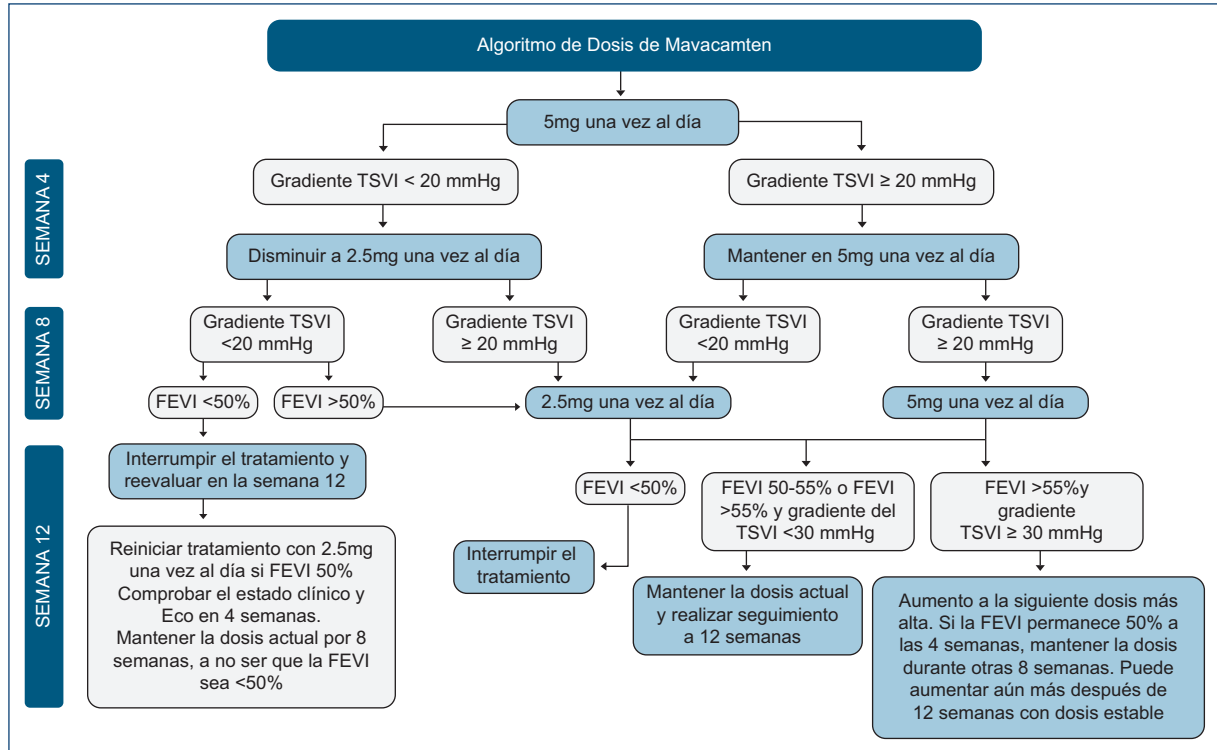 Algoritmo de Dosis de Mavacamten
5mg una vez al día
SEMANA 4
Gradiente TSVI < 20 mmHg
Gradiente TSVI ≥ 20 mmHg
Disminuir a 2.5mg una vez al día
Mantener en 5mg una vez al día
SEMANA 8
Gradiente TSVI
<20 mmHg
Gradiente TSVI
≥ 20 mmHg
Gradiente TSVI
<20 mmHg
Gradiente TSVI
≥ 20 mmHg
FEVI <50%
FEVI >50%
2.5mg una vez al día
5mg una vez al día
SEMANA 12
Interrumpir el tratamiento y
reevaluar en la semana 12
Reiniciar tratamiento con 2.5mg
una vez al día si FEVI 50%
Comprobar el estado clínico y
Eco en 4 semanas.
Mantener la dosis actual por 8
semanas, a no ser que la FEVI
sea <50%
FEVI <50%
Interrumpir el
tratamiento
FEVI 50-55% o FEVI
>55% y gradiente del
TSVI <30 mmHg
Mantener la dosis actual
y realizar seguimiento
a 12 semanas
FEVI >55%y
gradiente
TSVI ≥ 30 mmHg
Aumento a la siguiente dosis más
alta. Si la FEVI permanece 50% a
las 4 semanas, mantener la dosis
durante otras 8 semanas. Puede
aumentar aún más después de
12 semanas con dosis estable